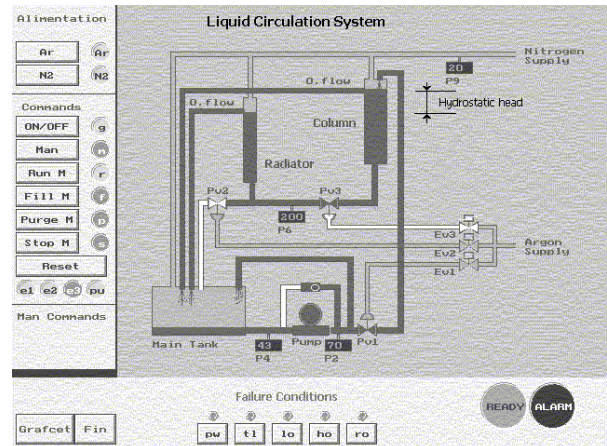 Alimentation
Liquid Circulation System
Ar Ar
N2 N2
Nitrogen
Supply
20
P9
O.flow
O.flow
Hydrostatic head
Column
Radiator
Commands
ON/OFF g
Man m
Run M r
Fill M f
Purge M p
Stop M s
Reset
e1 e2 e3 pu
Pv2
Pv3
200
P6
Ev3
Ev2
Ev1
Argon
Supply
Man Commands
Main Tank
43
P4
Pump
70
P2
Pv1
Failure Conditions
pw tl lo ho ro
READY ALARM
Grafcet Fin